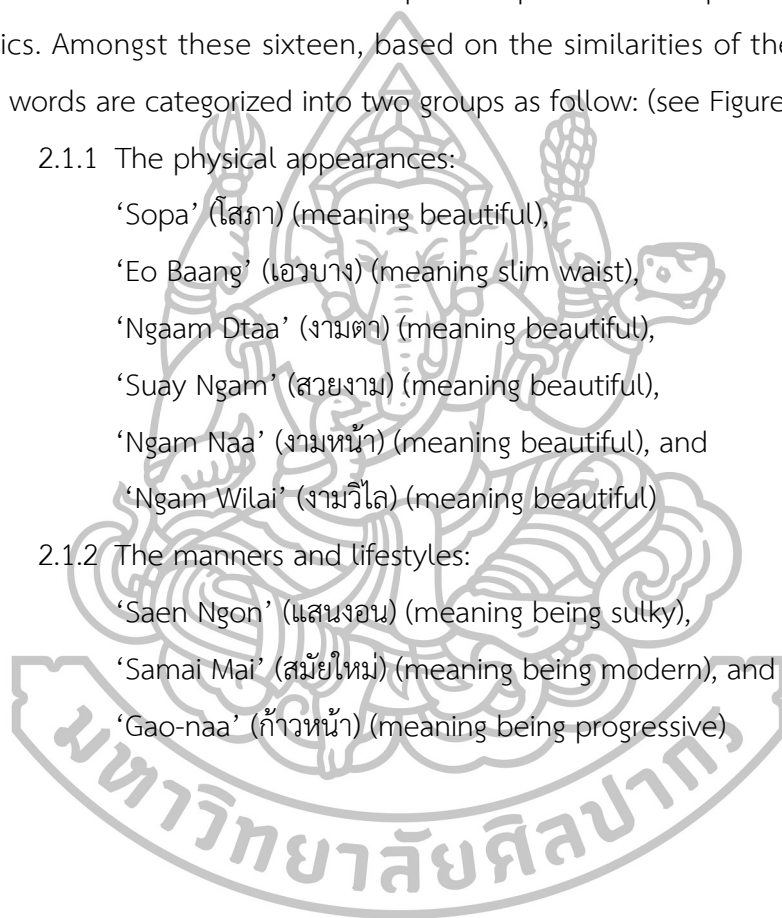 ics. Amongst these sixteen, based on the similarities of the
words are categorized into two groups as follow: (see Figure
2.1.1 The physical appearances:
‘Sopa’ (โสภา) (meaning beautiful),
‘Eo Baang’ (เอวบาง) (meaning slim waist),
‘Ngaam Dtaa’ (งามตา) (meaning beautiful),
‘Suay Ngam’ (สวยงาม) (meaning beautiful),
‘Ngam Naa’ (งามหน้า) (meaning beautiful), and
‘Ngam Wilai’ (งามวิไล) (meaning beautiful)
2.1.2 The manners and lifestyles:
‘Saen Ngon’ (แสนงอน) (meaning being sulky),
‘Samai Mai’ (สมัยใหม่) (meaning being modern), and
‘Gao-naa’ (ก้าวหน้า) (meaning being progressive)
มหาวิทยาลัยศิลปากร